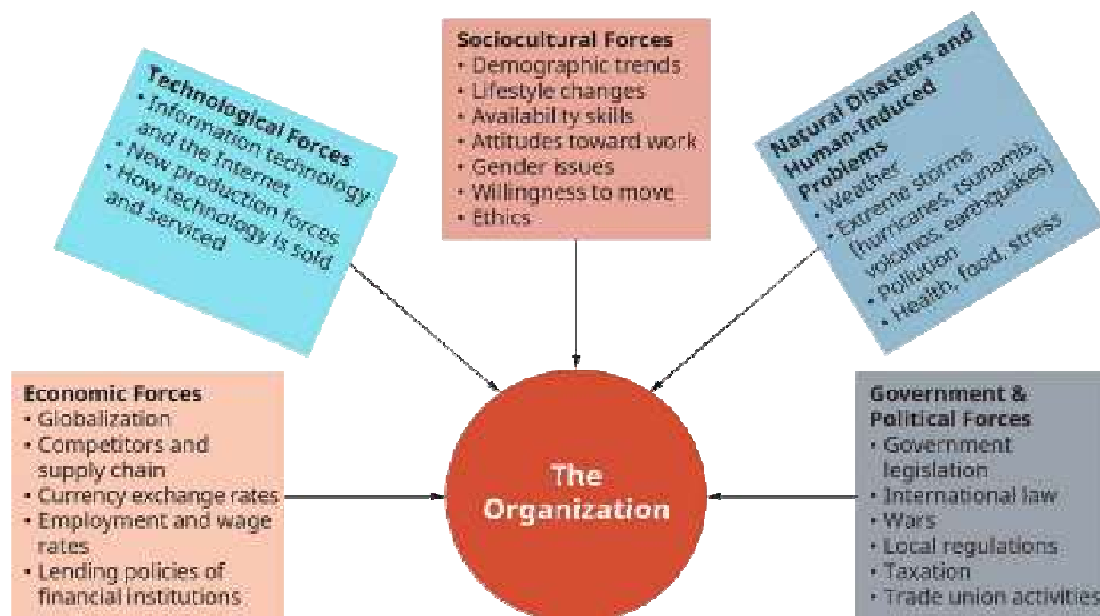 Technological Forces
• Information technology
and the Internet
• New production forces
• How technology is sold
and serviced
Sociocultural Forces
• Demographic trends
• Lifestyle changes
• Availability skills
• Attitudes toward work
• Gender issues
• Willingness to move
• Ethics
Natural Disasters and
Human-Induced
Problems
• Weather
• Extreme storms
(hurricanes, tsunamis,
volcanos, earthquakes)
• Pollution
• Health, food, stress
Economic Forces
• Globalization
• Competitors and
supply chain
• Currency exchange rates
• Employment and wage
rates
• Lending policies of
financial institutions
The
Organization
Government &
Political Forces
• Government
legislation
• International law
• Wars
• Local regulations
• Taxation
• Trade union activities